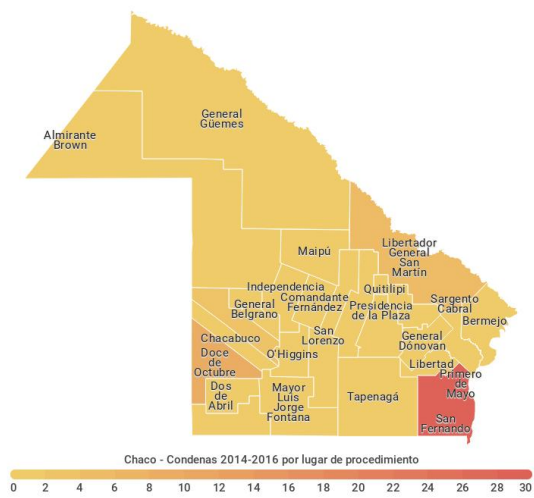 General
Güemes
Almirante
Brown
Libertador
General
San
Martín
Maipú
Independencia
Comandante
Fernández
Quitilipi
General
Belgrano
Presidencia
de la Plaza
Sargento
Cabral
Bermejo
San
Lorenzo
Chacabuco
General
Dónovan
Doce
de
Octubre
O'Higgins
Libertad
Primero
de
Mayo
Dos
de
Abril
Mayor
Luis
Jorge
Fontana
Tapenagá
San
Fernando
Chaco - Condenas 2014-2016 por lugar de procedimiento
0 2 4 6 8 10 12 14 16 18 20 22 24 26 28 30